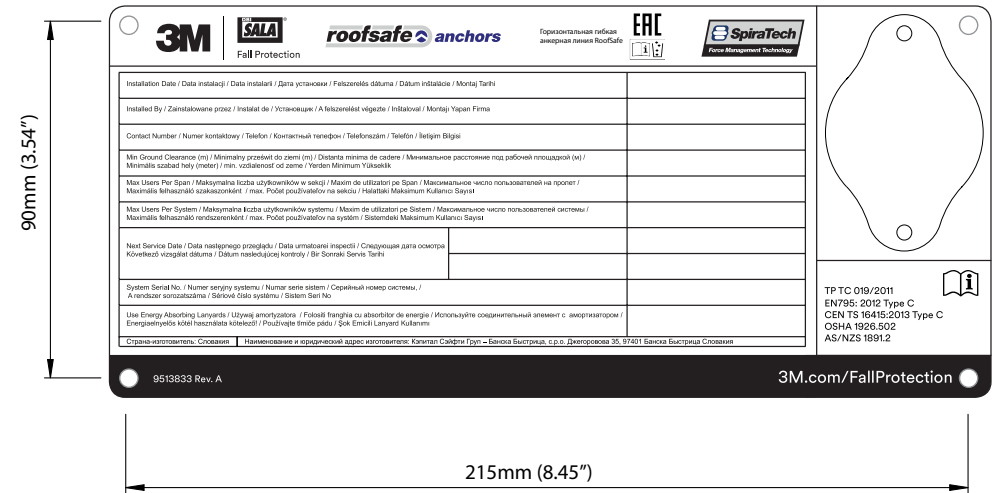 3M
DBI
SALA
Fall Protection
roofsafe anchors
Горизонтальная гибкая
анкерная линия RoofSafe
EAC
i
SpiraTech
Force Management Technology
Installation Date / Data instalacji / Data instalarii / Дата установки / Felszerelés dátuma / Dátum inštalácie / Montaj Tarihi
Installed By / Zainstalowane przez / Instalat de / Установщик / A felszerelést végezte / Inštaloval / Montajı Yapan Firma
Contact Number / Numer kontaktowy / Telefon / Контактный телефон / Telefonszám / Telefón / İletişim Bilgisi
Min Ground Clearance (m) / Minimalny prześwit do ziemi (m) / Distanta minima de cadere / Минимальное расстояние под рабочей площадкой (м) /
Minimális szabad hely (meter) / min. vzdialenosť od zeme / Yerden Minimum Yükseklik
Max Users Per Span / Maksymalna liczba użytkowników w sekcji / Maxim de utilizatori pe Span / Максимальное число пользователей на пролет /
Maximális felhasználó szakaszonként / max. Počet používateľov na sekciu / Halattaki Maksimum Kullanıcı Sayısı
Max Users Per System / Maksymalna liczba użytkowników systemu / Maxim de utilizatori pe Sistem / Максимальное число пользователей системы /
Maximális felhasználó rendszerenként / max. Počet používateľov na systém / Sistemdeki Maksimum Kullanıcı Sayısı
Next Service Date / Data następnego przeglądu / Data urmatoarei inspectii / Следующая дата осмотра
Következő vizsgálat dátuma / Dátum nasledujúcej kontroly / Bir Sonraki Servis Tarihi
System Serial No. / Numer seryjny systemu / Numar serie sistem / Серийный номер системы, /
A rendszer sorozatszáma / Sériové číslo systému / Sistem Seri No
Use Energy Absorbing Lanyards / Używaj amortyzatora / Folositi franghia cu absorbitor de energie / Используйте соединительный элемент с амортизатором /
Energiaelnyelős kötél használata kötelező! / Používajte tlmiče pádu / Şok Emicili Lanyard Kullanımı
Страна-изготовитель: Словакия
Наименование и юридический адрес изготовителя: Кэпитал Сэйфти Груп – Банска Быстрица, с.р.о. Джегоровова 35, 97401 Банска Быстрица Словакия
i
TP TC 019/2011
EN795: 2012 Type C
CEN TS 16415:2013 Type C
OSHA 1926.502
AS/NZS 1891.2
9513833 Rev. A
3M.com/FallProtection
90mm (3.54”)
215mm (8.45”)